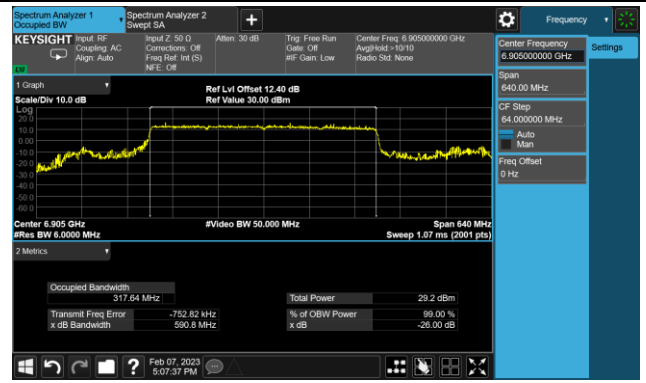 Spectrum Analyzer 1
Occupied BW
Spectrum Analyzer 2
Swept SA
+
Frequency
KEYSIGHT
Input: RF
Coupling: AC
Align: Auto
Input Z: 50 Ω
Corrections: Off
Freq Ref: Int (S)
NFE: Off
Atten: 30 dB
Trig: Free Run
Gate: Off
#IF Gain: Low
Center Freq: 6.905000000 GHz
Avg|Hold:>10/10
Radio Std: None
Center Frequency
6.905000000 GHz
Settings
Span
640.00 MHz
CF Step
64.000000 MHz
Auto
Man
Freq Offset
0 Hz
1 Graph
Scale/Div 10.0 dB
Ref Lvl Offset 12.40 dB
Ref Value 30.00 dBm
Log
20.0
10.0
0.00
-10.0
-20.0
-30.0
-40.0
-50.0
-60.0
Center 6.905 GHz
#Res BW 6.0000 MHz
#Video BW 50.000 MHz
Span 640 MHz
Sweep 1.07 ms (2001 pts)
2 Metrics
Occupied Bandwidth
317.64 MHz
Total Power
29.2 dBm
Transmit Freq Error
-752.82 kHz
% of OBW Power
99.00 %
x dB Bandwidth
590.8 MHz
x dB
-26.00 dB
?
Feb 07, 2023
5:07:37 PM